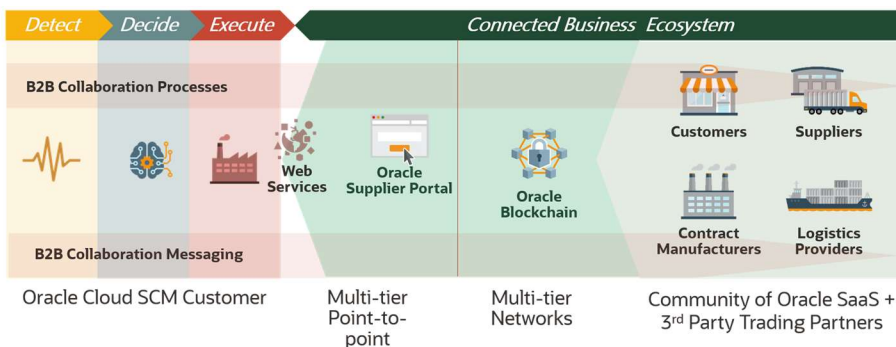 Detect
Decide
Execute
Connected Business Ecosystem
B2B Collaboration Processes
Customers
Suppliers
Web
Services
Oracle
Supplier Portal
Oracle
Blockchain
Contract
Manufacturers
Logistics
Providers
B2B Collaboration Messaging
Oracle Cloud SCM Customer
Multi-tier
Point-to-
point
Multi-tier
Networks
Community of Oracle SaaS +
3rd Party Trading Partners